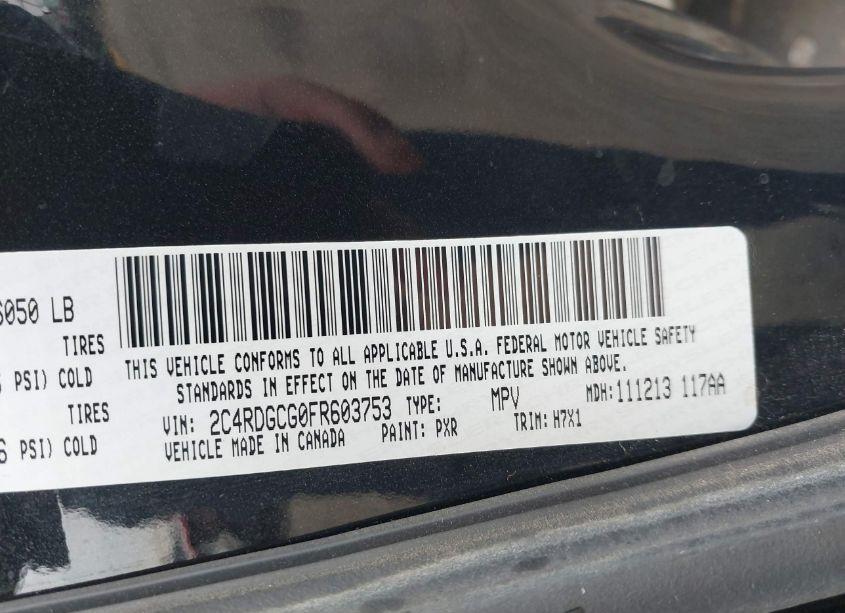 6050 LB
TIRES
PSI) COLD
TIRES
PSI) COLD
THIS VEHICLE CONFORMS TO ALL APPLICABLE U.S.A. FEDERAL MOTOR VEHICLE SAFETY
STANDARDS IN EFFECT ON THE DATE OF MANUFACTURE SHOWN ABOVE.
VIN: 2C4RDGCG0FR603753 TYPE: MPV MDH: 111213 117AA
VEHICLE MADE IN CANADA PAINT: PXR TRIM: H7X1